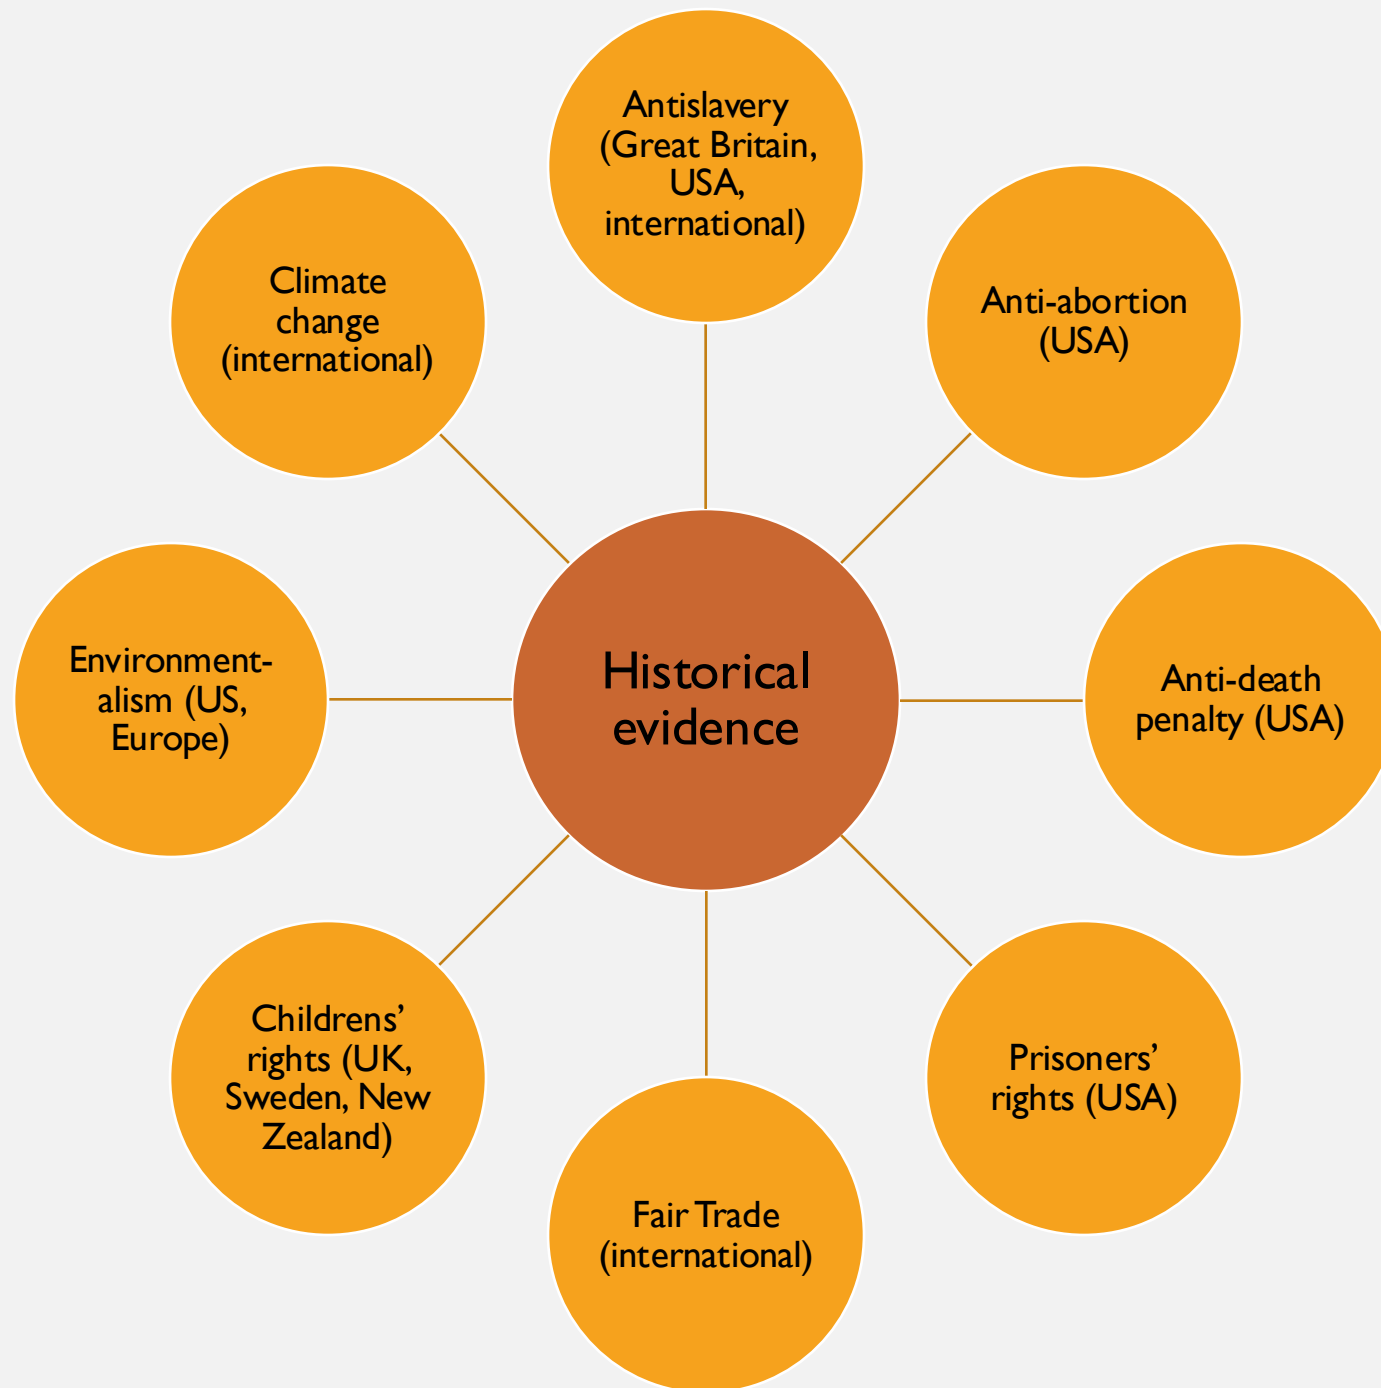 Antislavery
(Great Britain,
USA,
international)
Anti-abortion
(USA)
Anti-death
penalty (USA)
Prisoners’
rights (USA)
Fair Trade
(international)
Childrens’
rights (UK,
Sweden, New
Zealand)
Environment-
alism (US,
Europe)
Climate
change
(international)
Historical
evidence